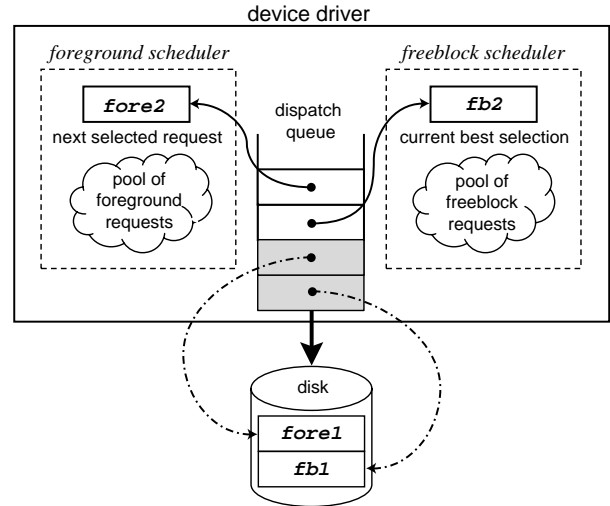 device driver
foreground scheduler
fore2
next selected request
pool of
foreground
requests
dispatch
queue
freeblock scheduler
fb2
current best selection
pool of
freeblock
requests
disk
fore1
fb1